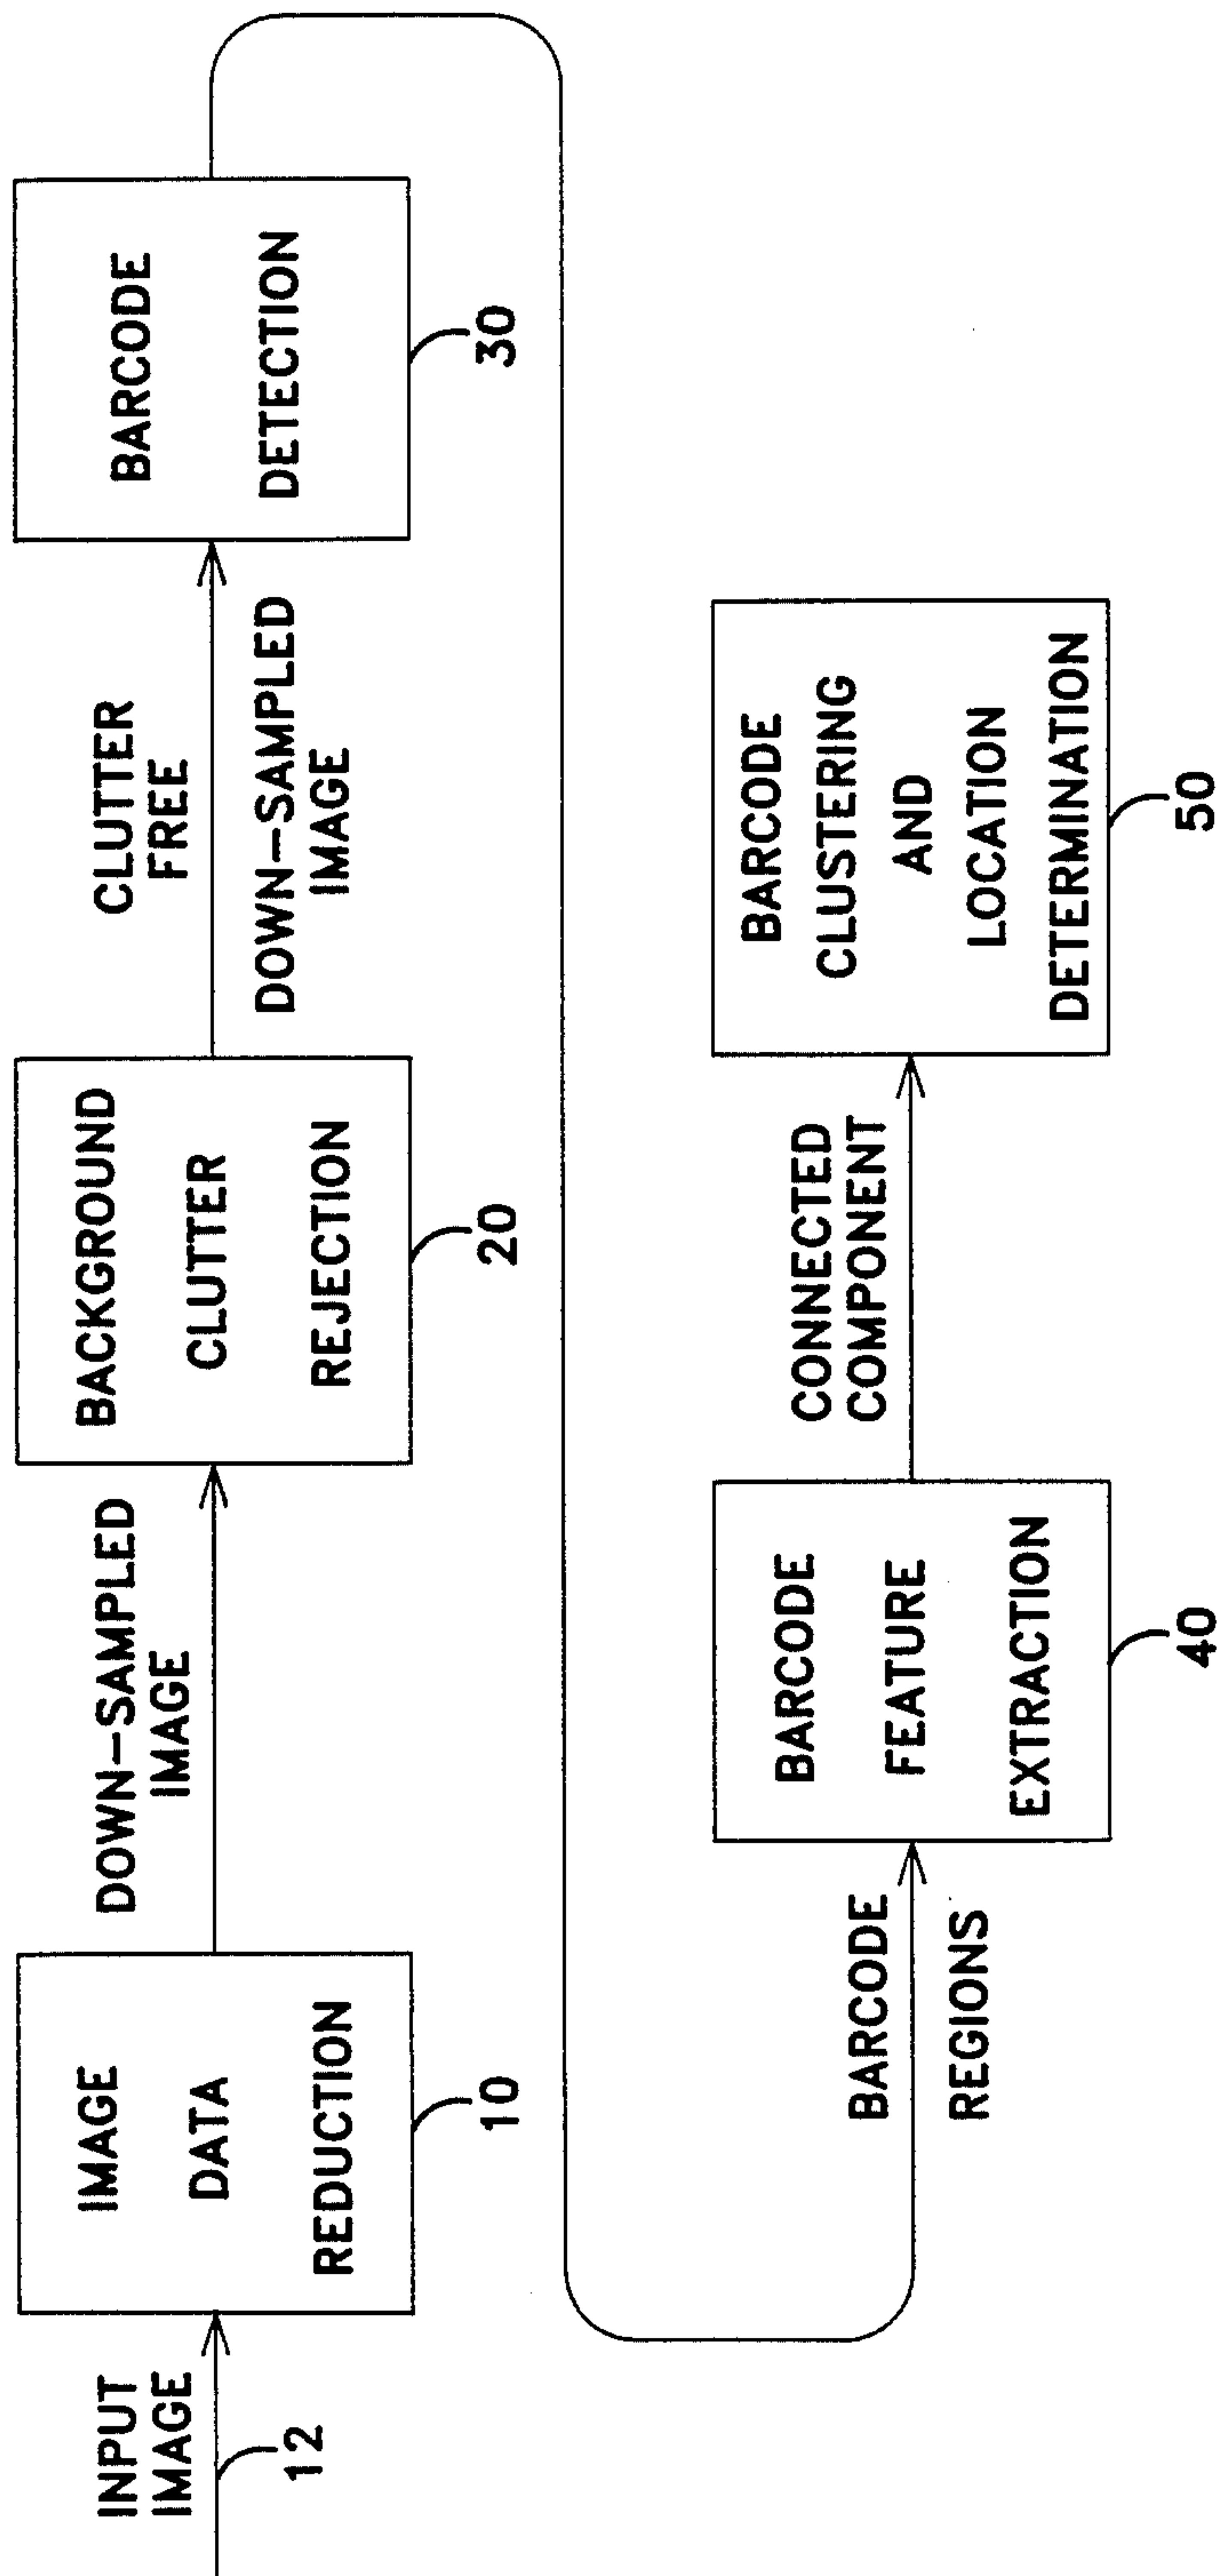 INPUT
IMAGE
12
IMAGE
DATA
REDUCTION
10
DOWN-SAMPLED
IMAGE
BACKGROUND
CLUTTER
REJECTION
20
CLUTTER
FREE
DOWN-SAMPLED
IMAGE
BARCODE
DETECTION
30
BARCODE
REGIONS
BARCODE
FEATURE
EXTRACTION
40
CONNECTED
COMPONENT
BARCODE
CLUSTERING
AND
LOCATION
DETERMINATION
50